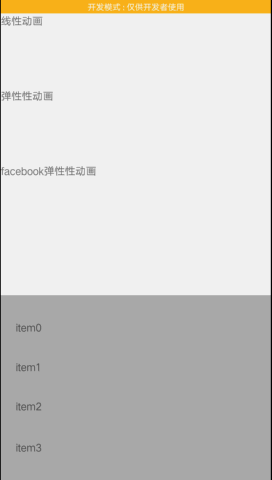 开发模式 : 仅供开发者使用
线性动画
弹性性动画
facebook弹性性动画
item0
item1
item2
item3